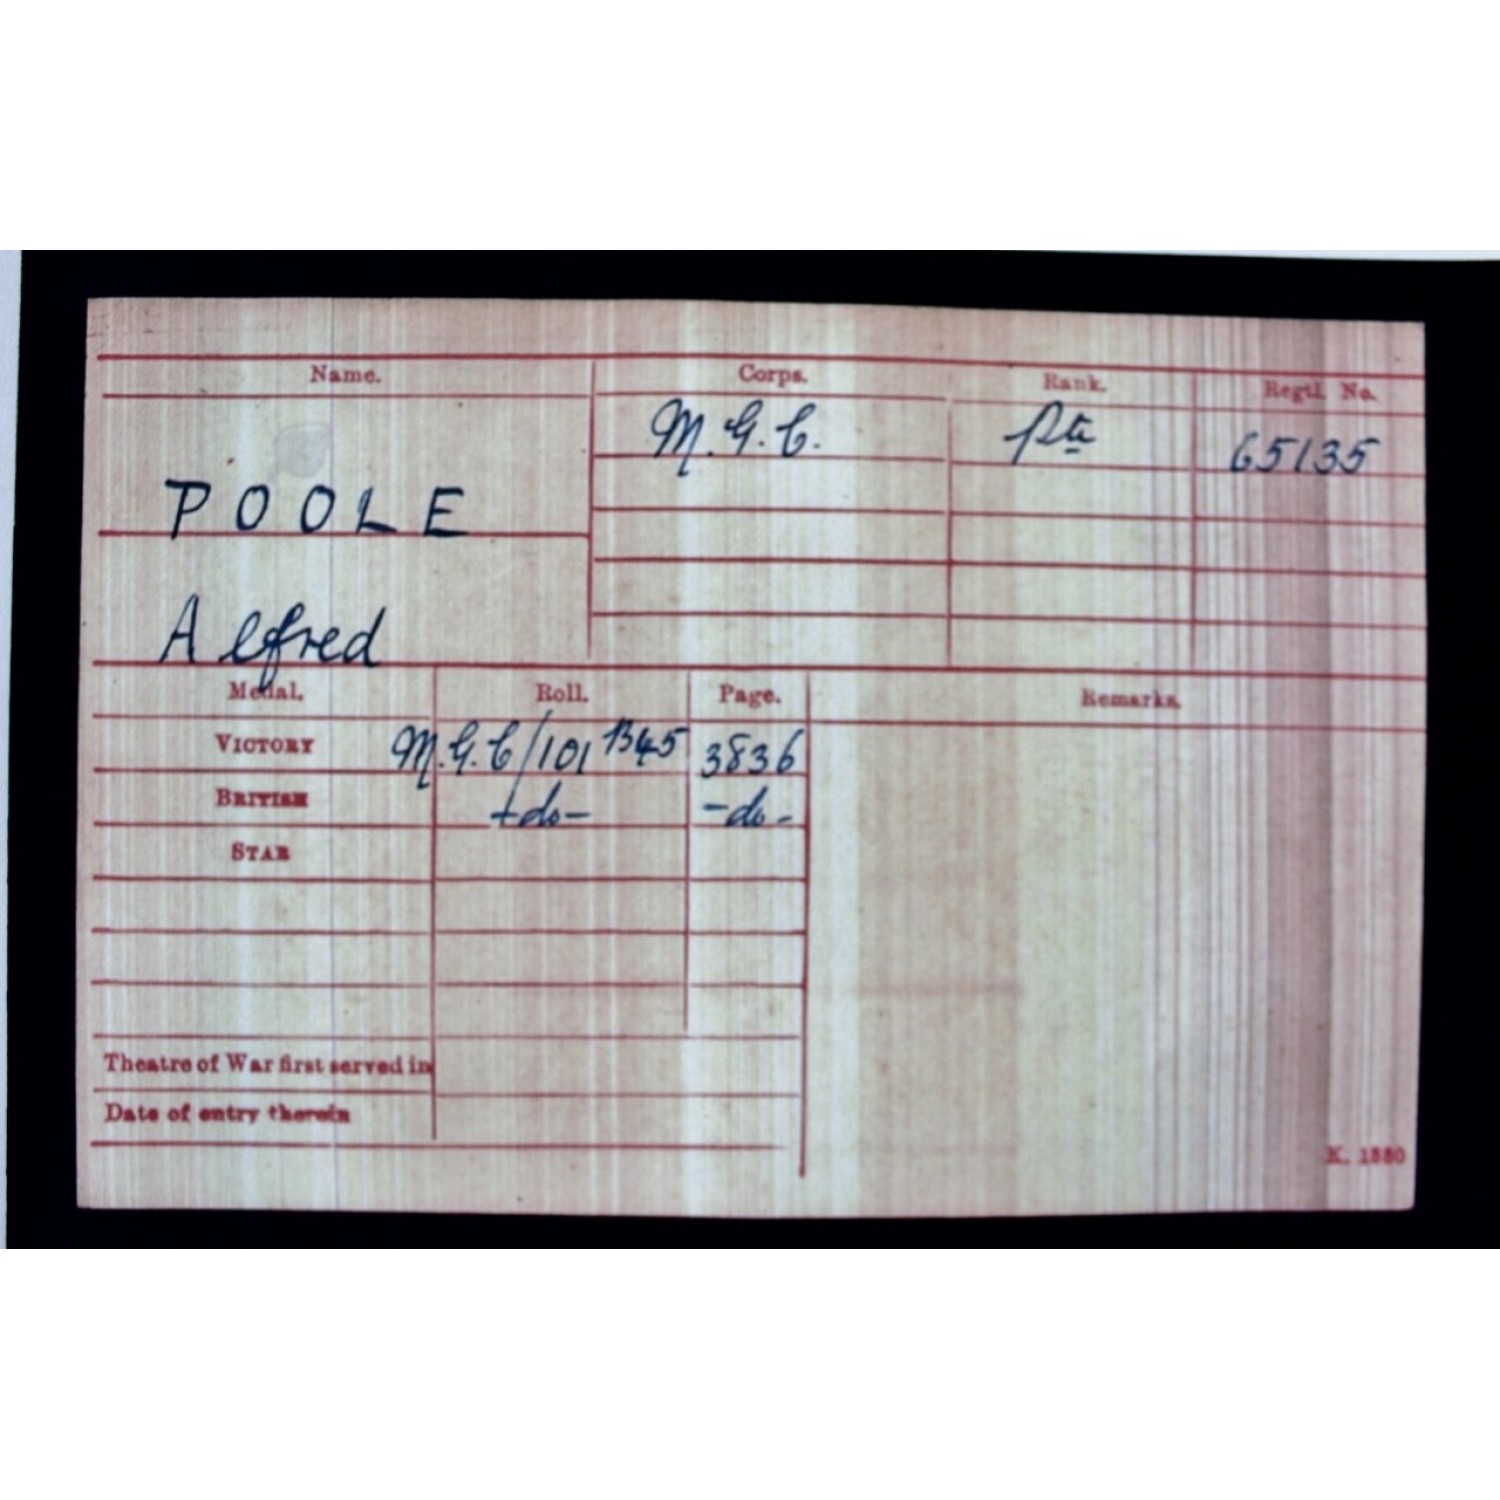 Name. Corps. Rank. Regtl. No.
M.G.C. Pte 65135
POOLE
Alfred
Medal. Roll. Page. Remarks.
VICTORY M.G.C/101 B45 3836
BRITISH -do- -do-
STAR
Theatre of War first served in
Date of entry therein
K. 1380